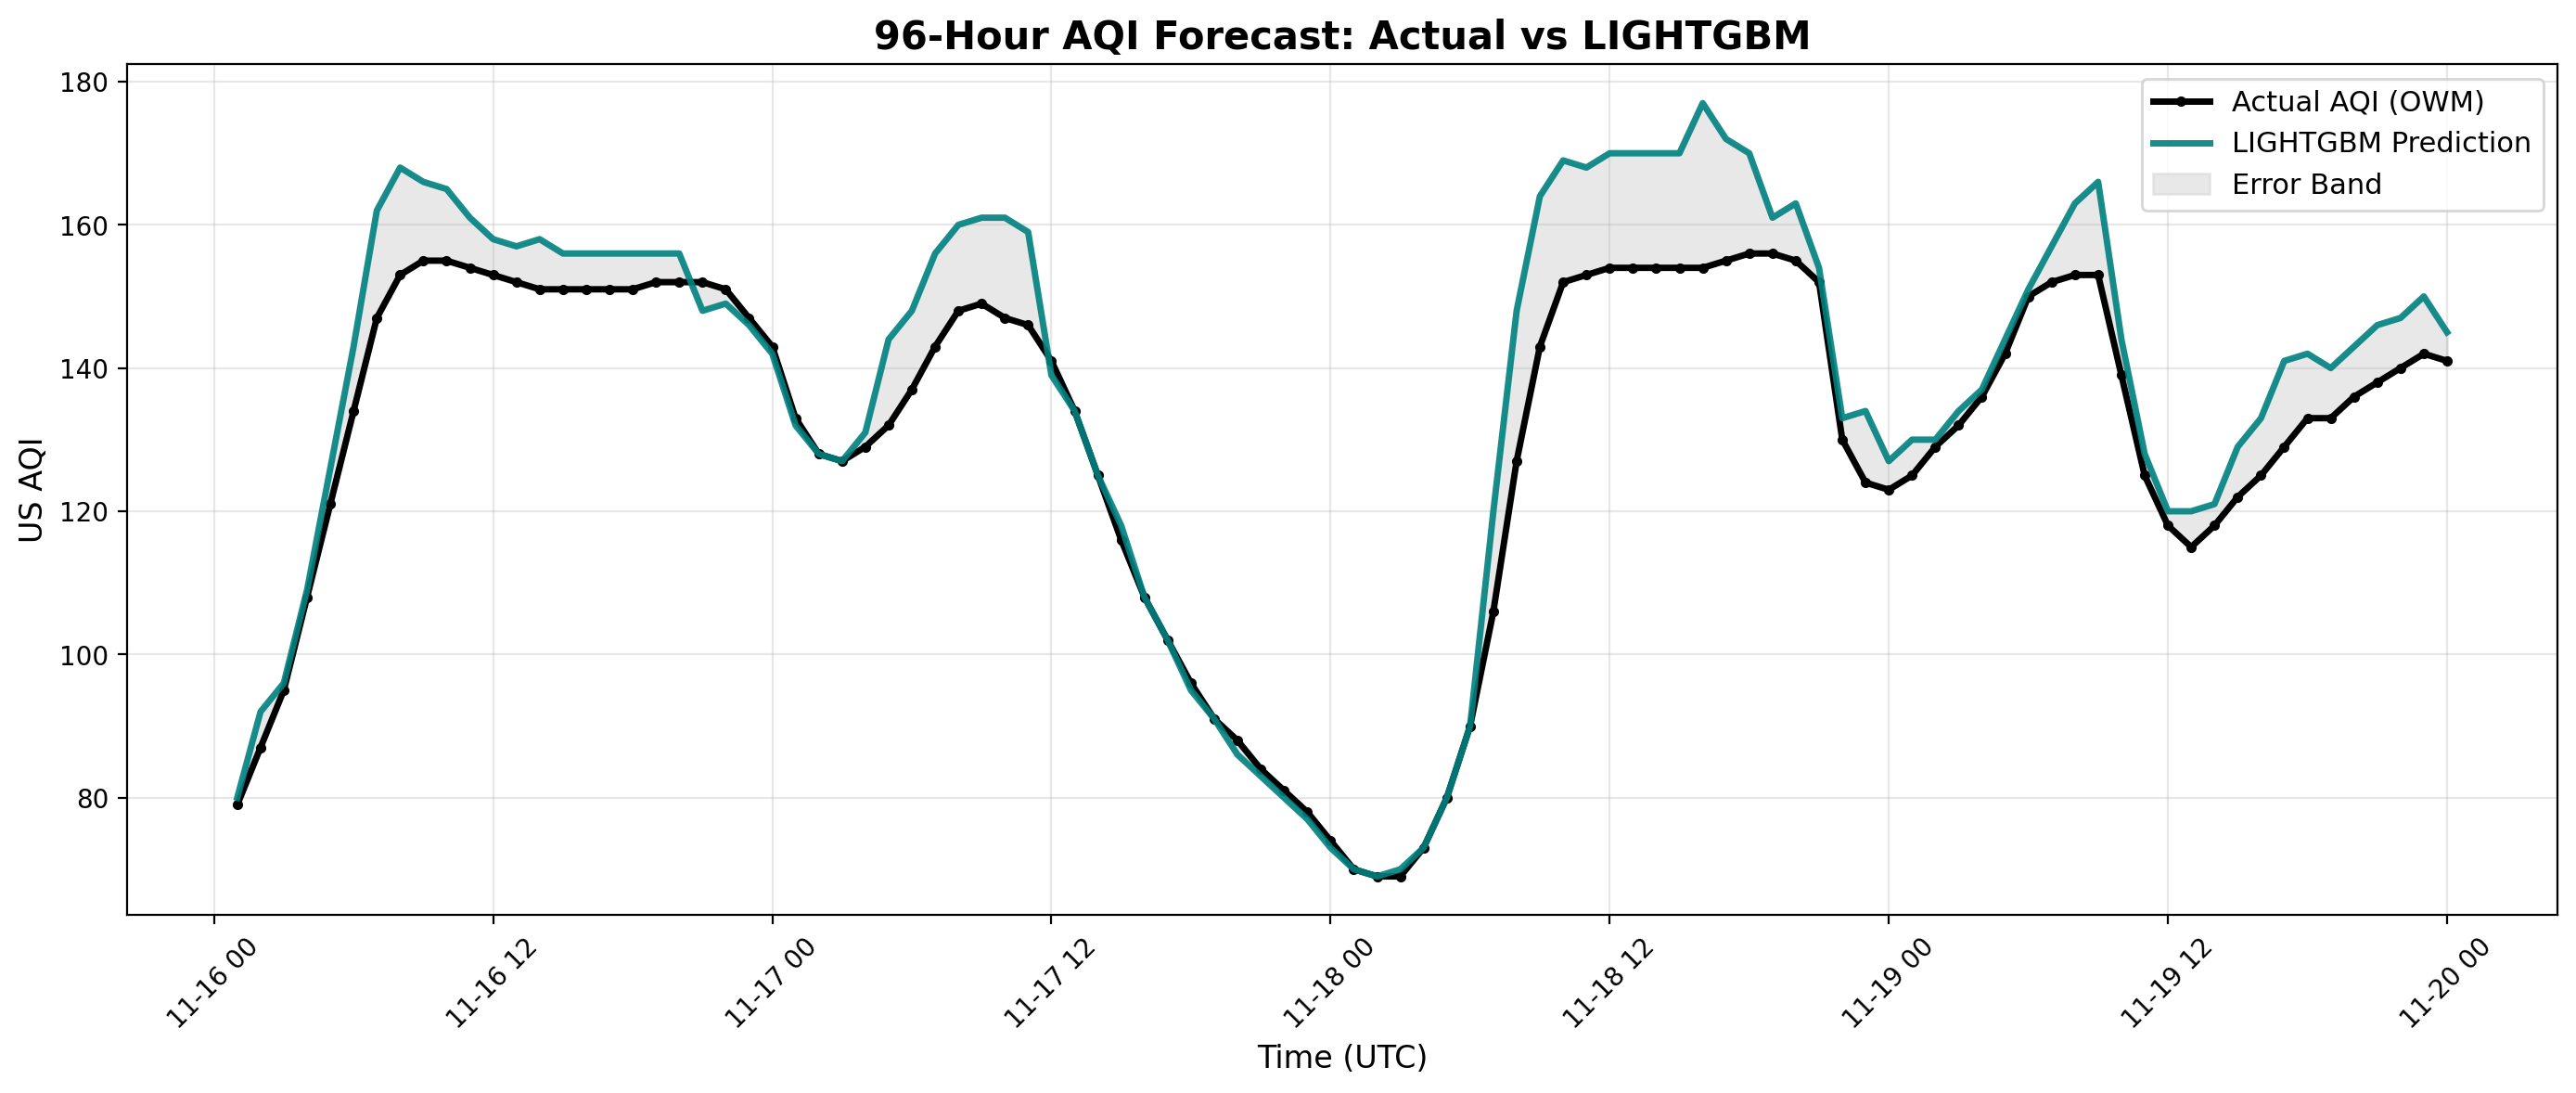 96-Hour AQI Forecast: Actual vs LIGHTGBM
Actual AQI (OWM)
LIGHTGBM Prediction
Error Band
US AQI
180
160
140
120
100
80
11-16 00
11-16 12
11-17 00
11-17 12
11-18 00
11-18 12
11-19 00
11-19 12
11-20 00
Time (UTC)